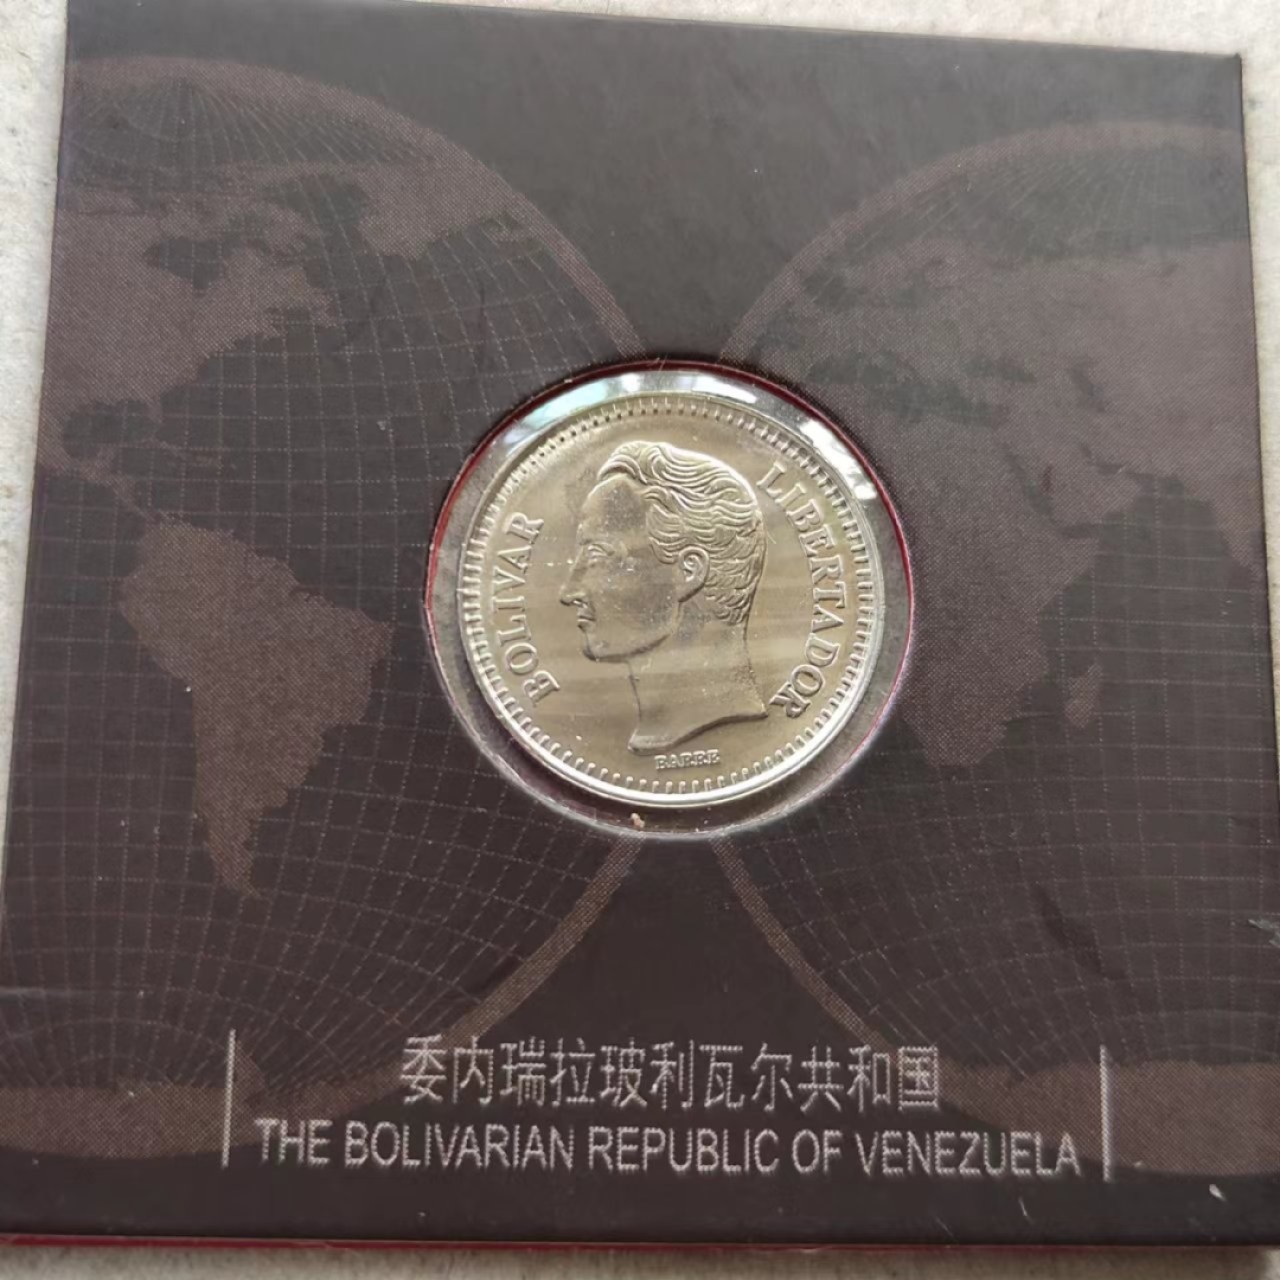 BOLIVAR
LIBERTADOR
BARRE
委内瑞拉玻利瓦尔共和国
THE BOLIVARIAN REPUBLIC OF VENEZUELA